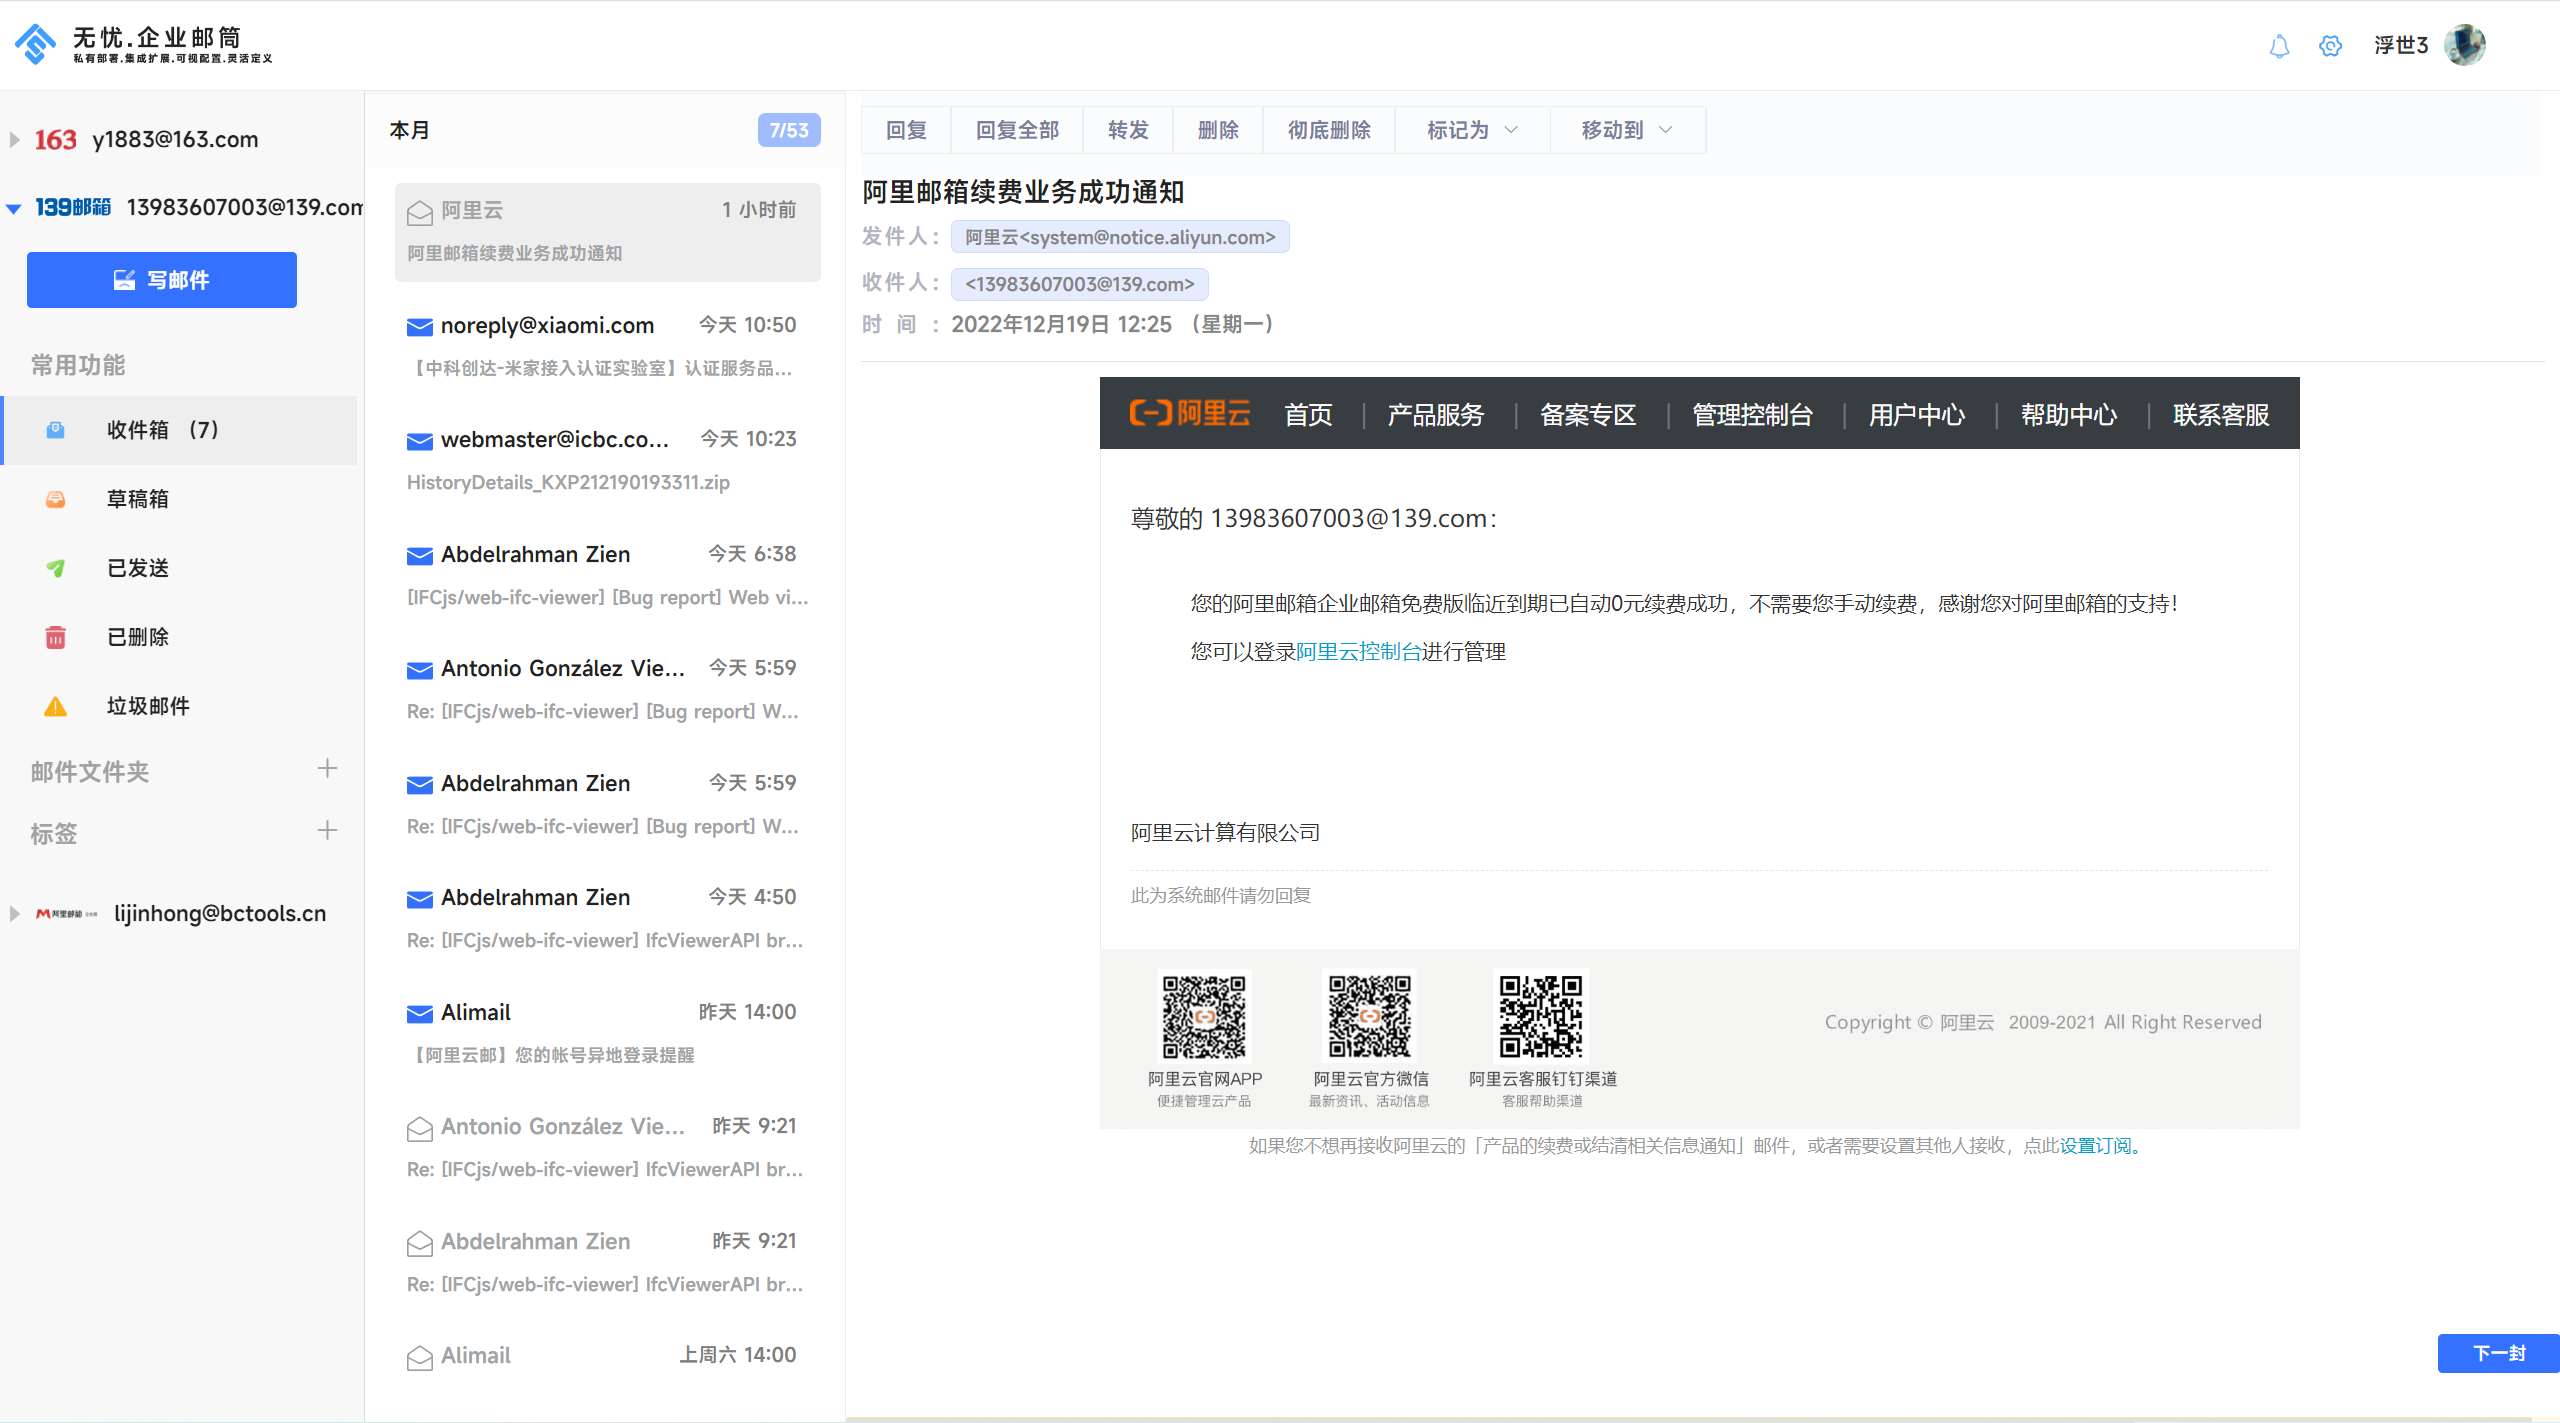 无忧.企业邮筒
私有部署.集成扩展.可视配置.灵活定义
浮世3
163 y1883@163.com
139邮箱 13983607003@139.com
写邮件
常用功能
收件箱 （7）
草稿箱
已发送
已删除
垃圾邮件
邮件文件夹
标签
阿里邮箱
lijinhong@bctools.cn
本月 7/53
阿里云 1 小时前
阿里邮箱续费业务成功通知
noreply@xiaomi.com 今天 10:50
【中科创达-米家接入认证实验室】认证服务品...
webmaster@icbc.co... 今天 10:23
HistoryDetails_KXP212190193311.zip
Abdelrahman Zien 今天 6:38
[IFCjs/web-ifc-viewer] [Bug report] Web vi...
Antonio González Vie... 今天 5:59
Re: [IFCjs/web-ifc-viewer] [Bug report] W...
Abdelrahman Zien 今天 5:59
Re: [IFCjs/web-ifc-viewer] [Bug report] W...
Abdelrahman Zien 今天 4:50
Re: [IFCjs/web-ifc-viewer] IfcViewerAPI br...
Alimail 昨天 14:00
【阿里云邮】您的帐号异地登录提醒
Antonio González Vie... 昨天 9:21
Re: [IFCjs/web-ifc-viewer] IfcViewerAPI br...
Abdelrahman Zien 昨天 9:21
Re: [IFCjs/web-ifc-viewer] IfcViewerAPI br...
Alimail 上周六 14:00
回复 回复全部 转发 删除 彻底删除 标记为 移动到
阿里邮箱续费业务成功通知
发件人： 阿里云<system@notice.aliyun.com>
收件人： <13983607003@139.com>
时 间 ： 2022年12月19日 12:25 （星期一）
阿里云 首页 | 产品服务 | 备案专区 | 管理控制台 | 用户中心 | 帮助中心 | 联系客服
尊敬的 13983607003@139.com：
您的阿里邮箱企业邮箱免费版临近到期已自动0元续费成功，不需要您手动续费，感谢您对阿里邮箱的支持！
您可以登录阿里云控制台进行管理
阿里云计算有限公司
此为系统邮件请勿回复
阿里云官网APP
便捷管理云产品
阿里云官方微信
最新资讯、活动信息
阿里云客服钉钉渠道
客服帮助渠道
Copyright © 阿里云 2009-2021 All Right Reserved
如果您不想再接收阿里云的「产品的续费或结清相关信息通知」邮件，或者需要设置其他人接收，点此设置订阅。
下一封